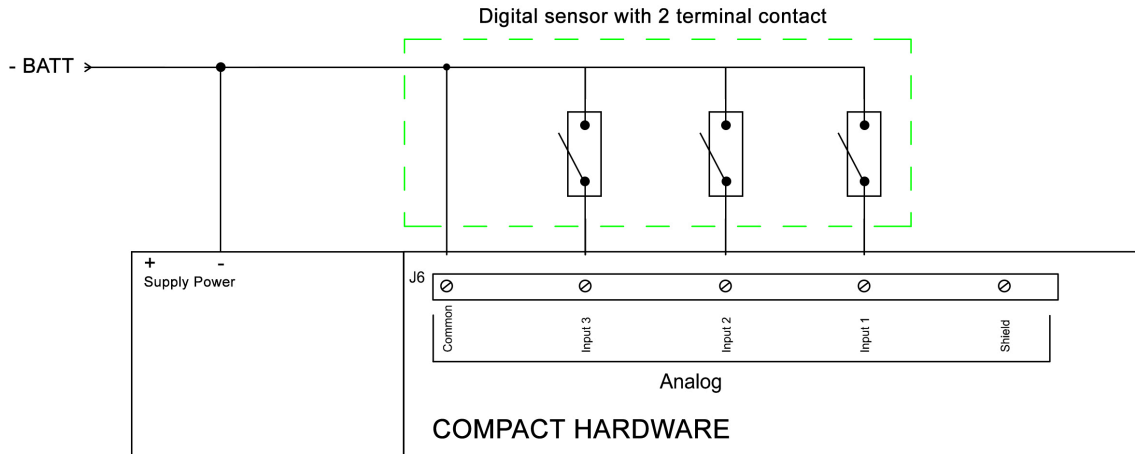 Digital sensor with 2 terminal contact
- BATT
+ -
Supply Power
J6
Common
Input 3
Input 2
Input 1
Shield
Analog
COMPACT HARDWARE